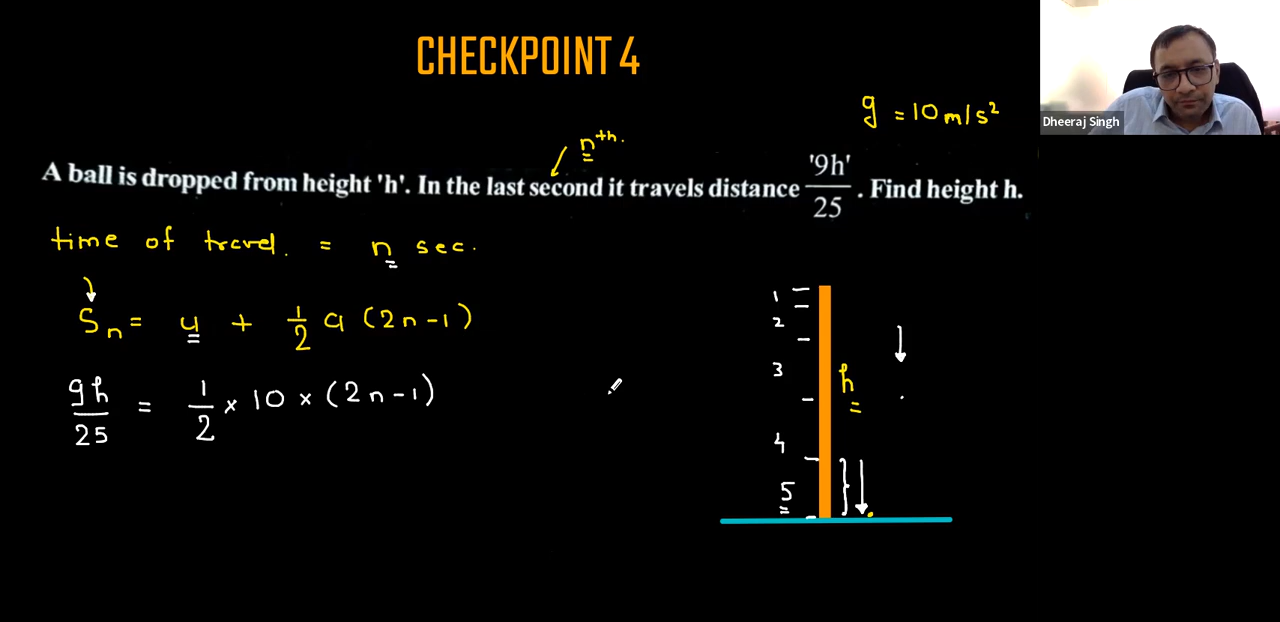 CHECKPOINT 4
g = 10 m/s²
Dheeraj Singh
nth.
A ball is dropped from height 'h'. In the last second it travels distance '9h'/25 . Find height h.
time of travel. = n sec.
Sn = u + 1/2 a (2n-1)
9h/25 = 1/2 × 10 × (2n-1)
1
2
3
h
4
5